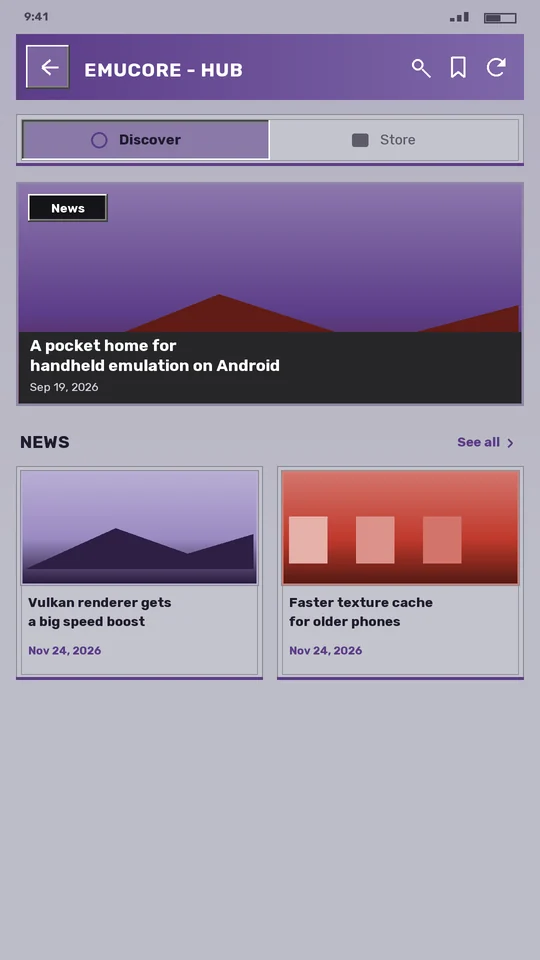 9:41
EMUCORE - HUB
Discover
Store
News
A pocket home for
handheld emulation on Android
Sep 19, 2026
NEWS
See all
Vulkan renderer gets
a big speed boost
Nov 24, 2026
Faster texture cache
for older phones
Nov 24, 2026